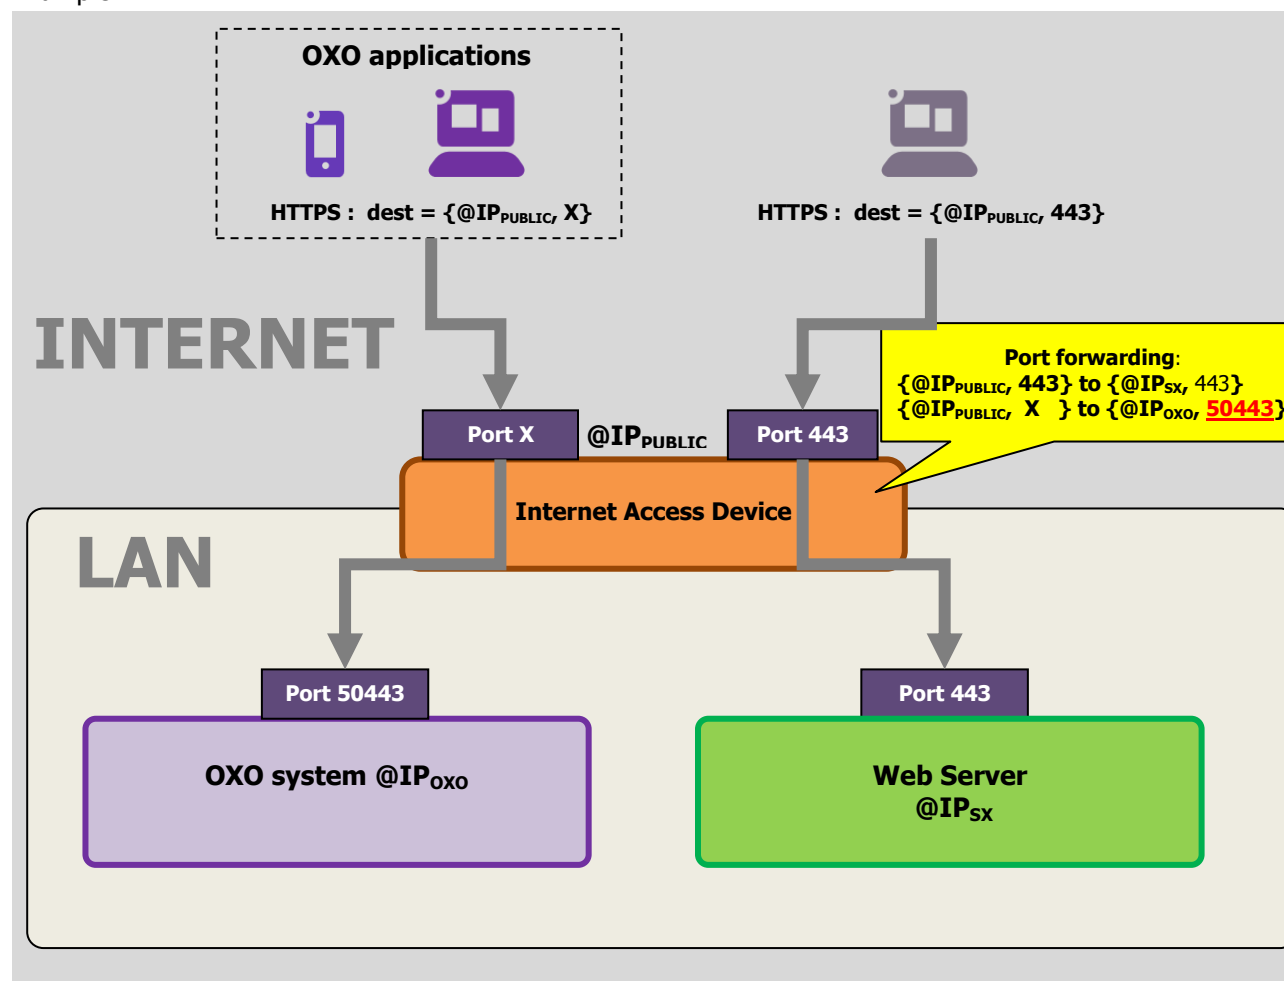 OXO applications
HTTPS : dest = {@IPPUBLIC, X}
HTTPS : dest = {@IPPUBLIC, 443}
INTERNET
Port forwarding:
{@IPPUBLIC, 443} to {@IPSX, 443}
{@IPPUBLIC, X } to {@IPOXO, 50443}
Port X
@IPPUBLIC
Port 443
Internet Access Device
LAN
Port 50443
Port 443
OXO system @IPOXO
Web Server
@IPSX